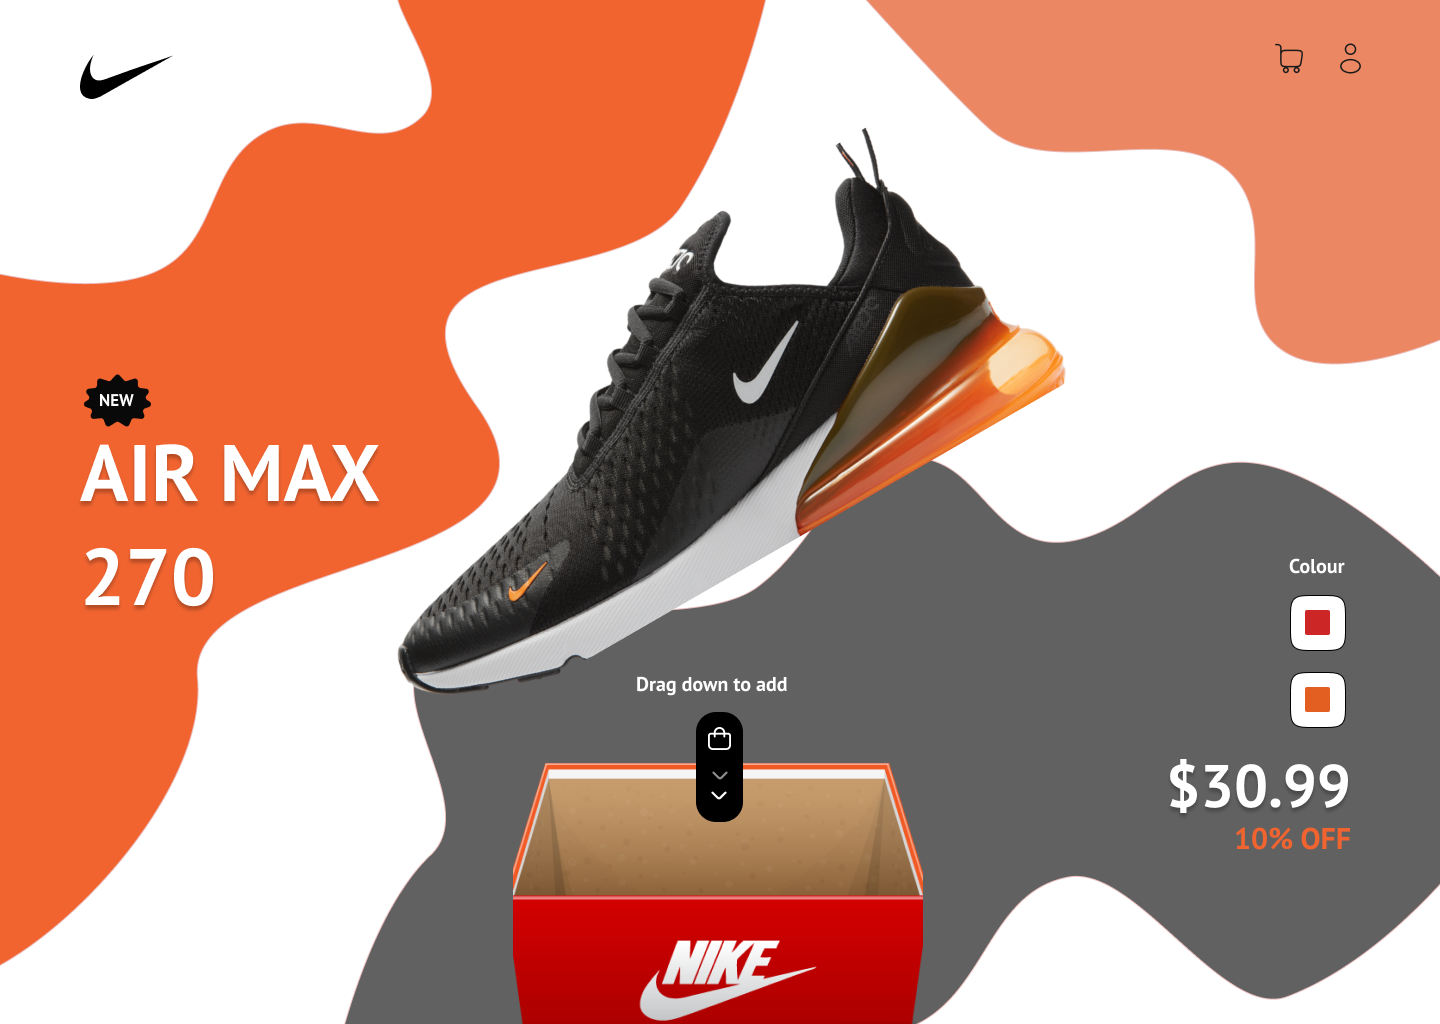 NEW
AIR MAX
270
Colour
Drag down to add
$30.99
10% OFF
NIKE